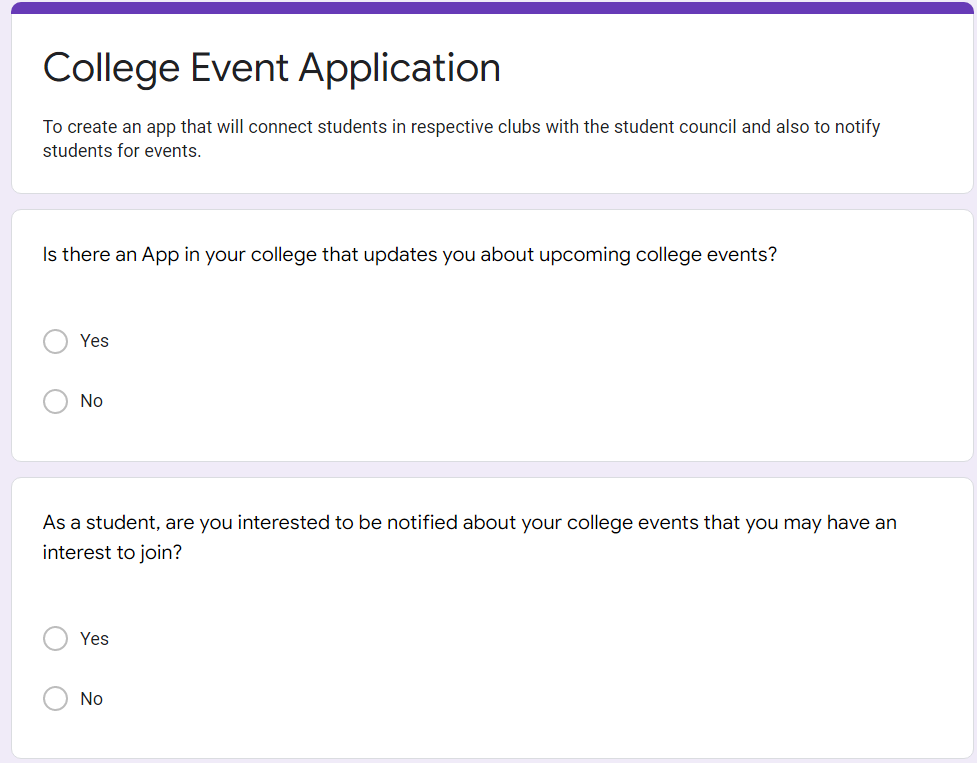 College Event Application
To create an app that will connect students in respective clubs with the student council and also to notify
students for events.
Is there an App in your college that updates you about upcoming college events?
Yes
No
As a student, are you interested to be notified about your college events that you may have an
interest to join?
Yes
No